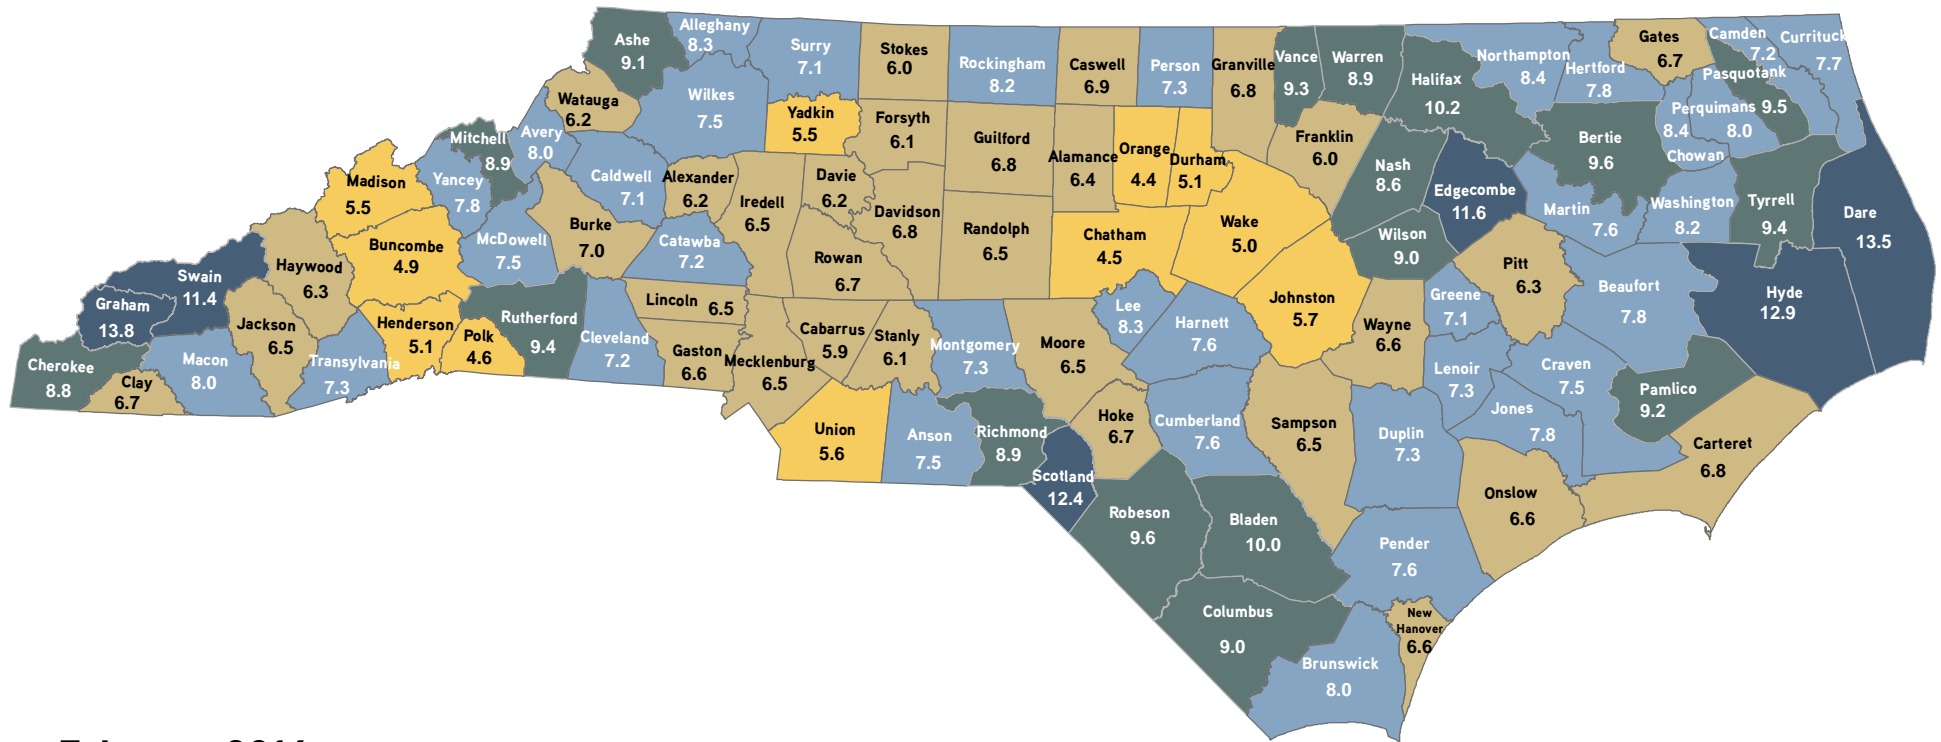 Ashe
9.1
Alleghany
8.3
Surry
7.1
Stokes
6.0
Rockingham
8.2
Caswell
6.9
Person
7.3
Granville
6.8
Vance
9.3
Warren
8.9
Halifax
10.2
Northampton
8.4
Hertford
7.8
Gates
6.7
Camden
7.2
Currituck
7.7
Pasquotank
9.5
Perquimans
8.0
8.4
Chowan
Watauga
6.2
Wilkes
7.5
Yadkin
5.5
Forsyth
6.1
Guilford
6.8
Alamance
6.4
Orange
4.4
Durham
5.1
Franklin
6.0
Nash
8.6
Edgecombe
11.6
Bertie
9.6
Martin
7.6
Washington
8.2
Tyrrell
9.4
Dare
13.5
Mitchell
8.9
Avery
8.0
Caldwell
7.1
Alexander
6.2
Iredell
6.5
Davie
6.2
Davidson
6.8
Randolph
6.5
Chatham
4.5
Wake
5.0
Wilson
9.0
Madison
5.5
Yancey
7.8
Burke
7.0
McDowell
7.5
Catawba
7.2
Rowan
6.7
Buncombe
4.9
Haywood
6.3
Swain
11.4
Graham
13.8
Jackson
6.5
Cherokee
8.8
Clay
6.7
Macon
8.0
Transylvania
7.3
Henderson
5.1
Polk
4.6
Rutherford
9.4
Cleveland
7.2
Lincoln 6.5
Gaston
6.6
Mecklenburg
6.5
Cabarrus
5.9
Stanly
6.1
Montgomery
7.3
Moore
6.5
Lee
8.3
Harnett
7.6
Johnston
5.7
Wayne
6.6
Greene
7.1
Pitt
6.3
Beaufort
7.8
Hyde
12.9
Lenoir
7.3
Craven
7.5
Jones
7.8
Pamlico
9.2
Carteret
6.8
Union
5.6
Anson
7.5
Richmond
8.9
Scotland
12.4
Hoke
6.7
Cumberland
7.6
Sampson
6.5
Duplin
7.3
Onslow
6.6
Robeson
9.6
Bladen
10.0
Pender
7.6
Columbus
9.0
New
Hanover
6.6
Brunswick
8.0